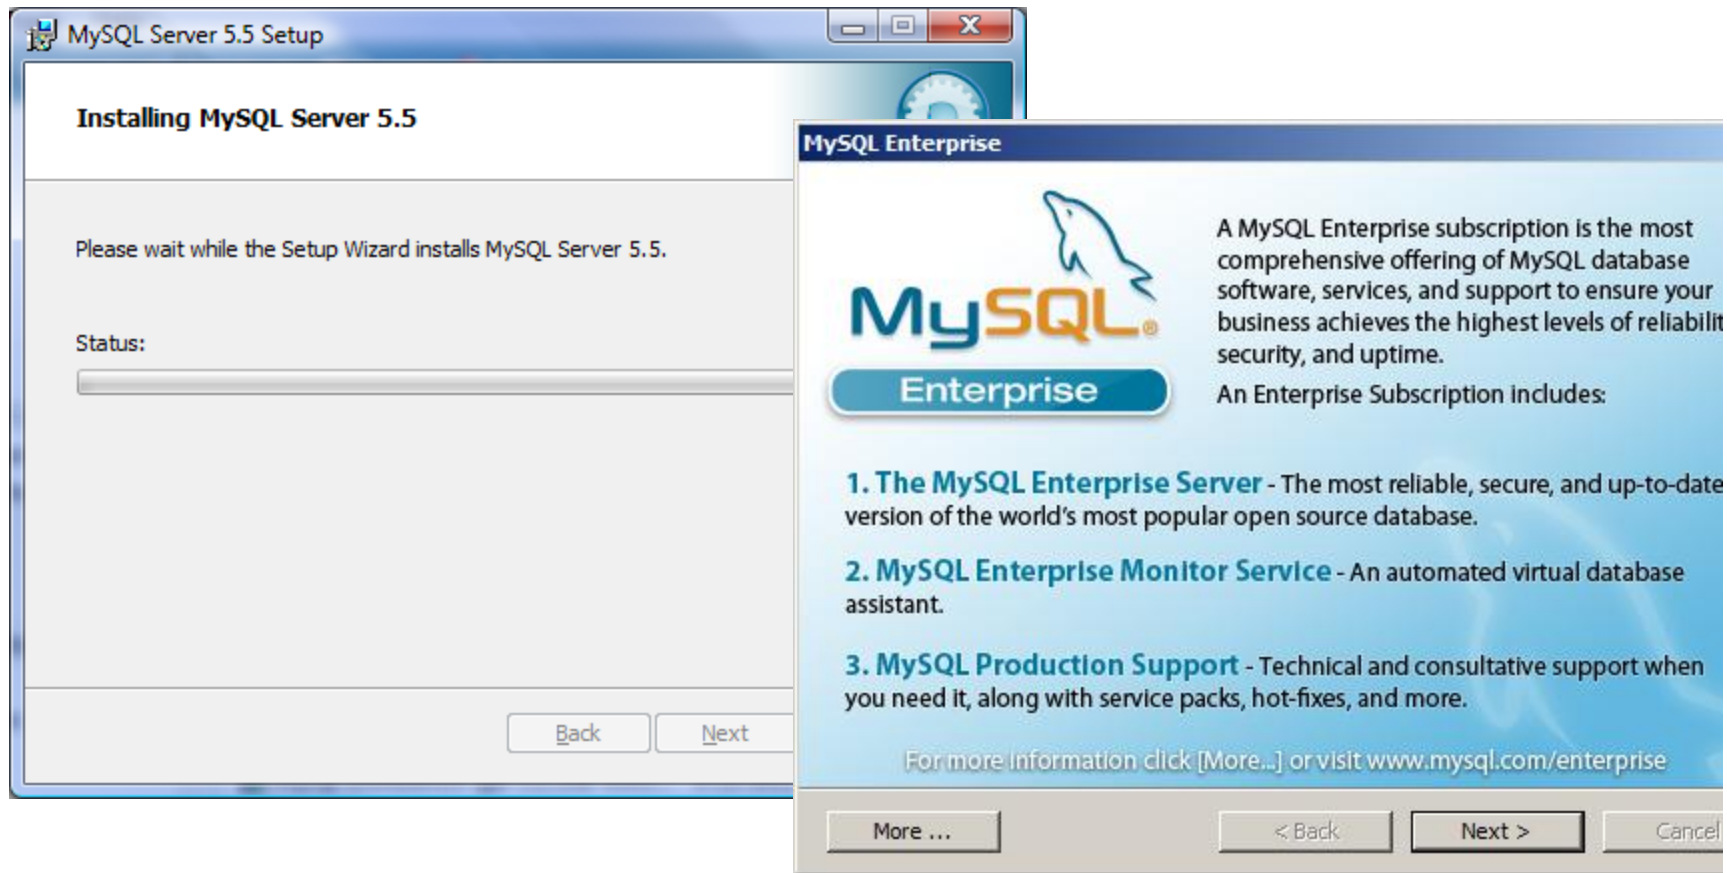 MySQL Server 5.5 Setup
Installing MySQL Server 5.5
Please wait while the Setup Wizard installs MySQL Server 5.5.
Status:
Back
Next
MySQL Enterprise
MySQL®
Enterprise
A MySQL Enterprise subscription is the most
comprehensive offering of MySQL database
software, services, and support to ensure your
business achieves the highest levels of reliabilit
security, and uptime.
An Enterprise Subscription includes:
1. The MySQL Enterprise Server - The most reliable, secure, and up-to-date
version of the world's most popular open source database.
2. MySQL Enterprise Monitor Service - An automated virtual database
assistant.
3. MySQL Production Support - Technical and consultative support when
you need it, along with service packs, hot-fixes, and more.
For more information click [More...] or visit www.mysql.com/enterprise
More ...
< Back
Next >
Cancel